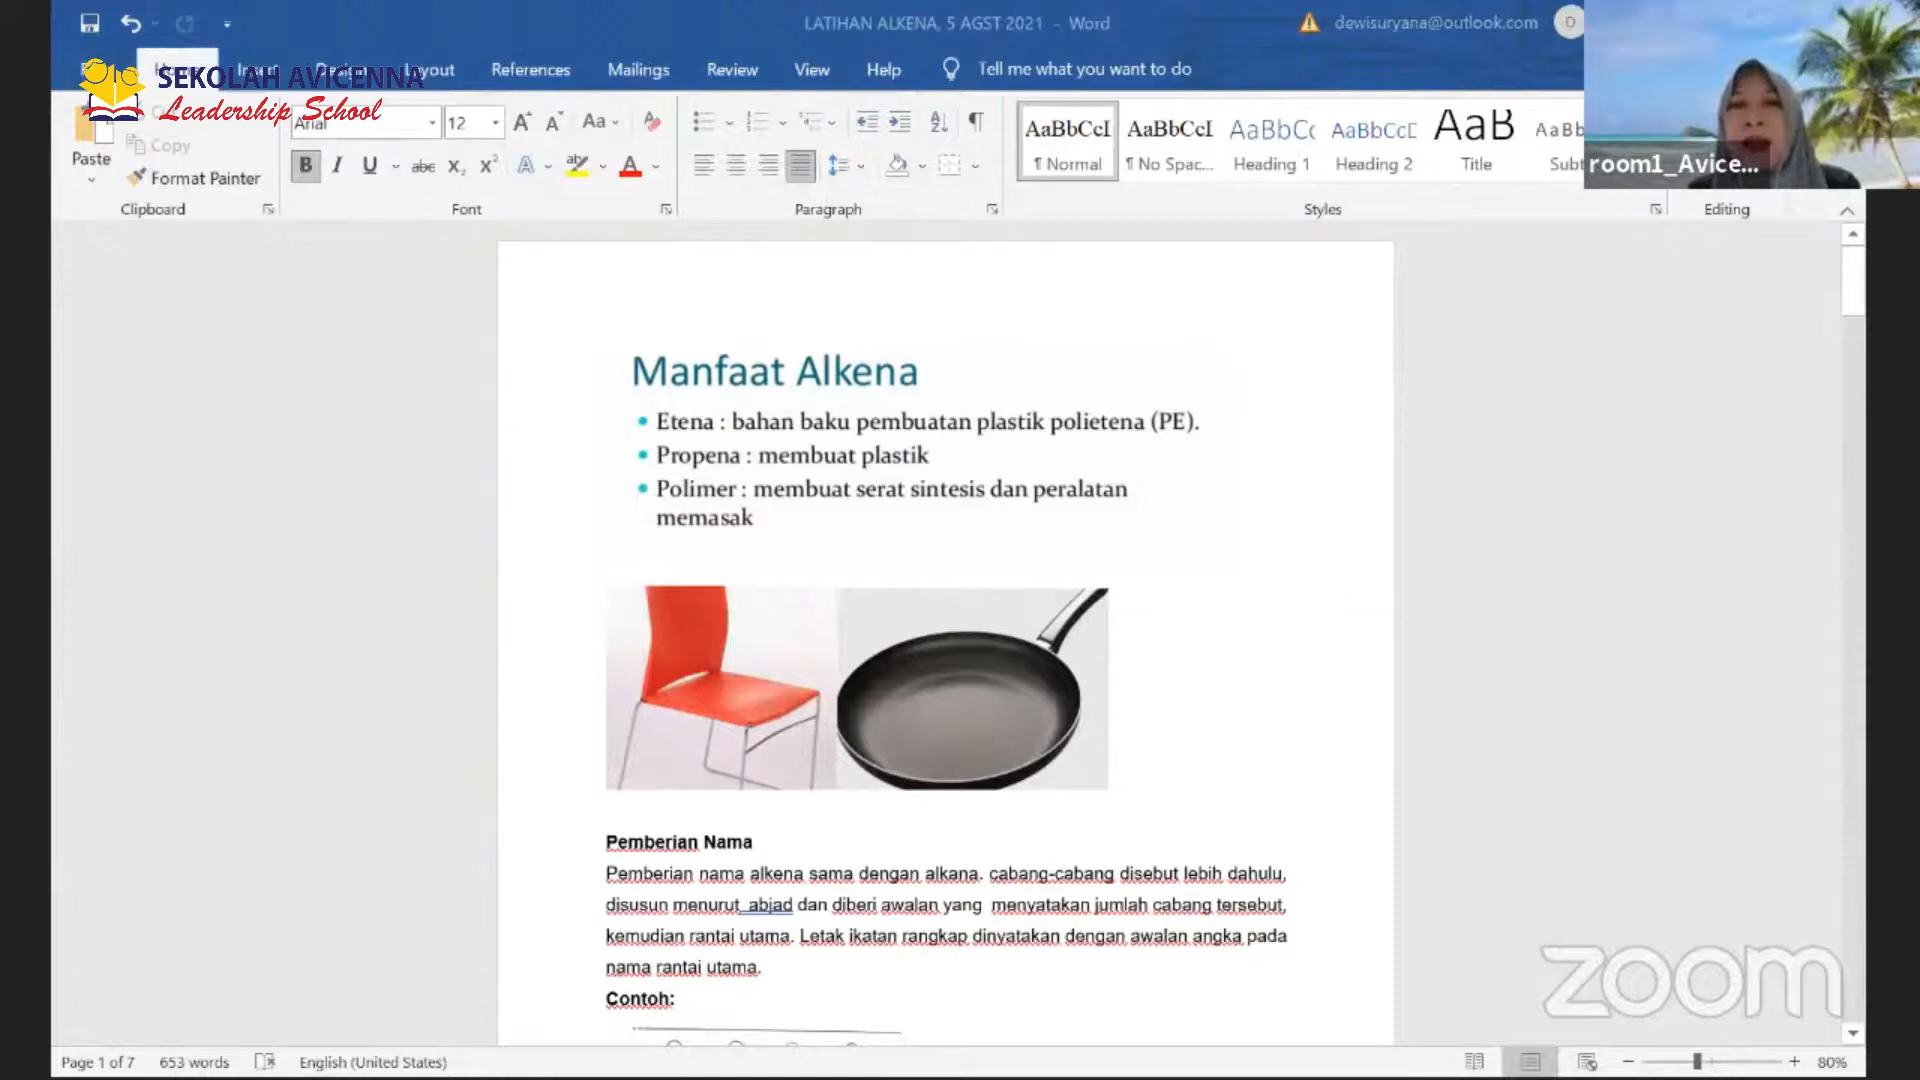 LATIHAN ALKENA, 5 AGST 2021 - Word
dewisuryana@outlook.com
D
SEKOLAH AVICENNA
Leadership School
Layout
References
Mailings
Review
View
Help
Tell me what you want to do
Paste
Copy
Format Painter
Clipboard
Arial
12
Font
Paragraph
AaBbCcI
¶ Normal
AaBbCcI
¶ No Spac...
AaBbCc
Heading 1
AaBbCcD
Heading 2
AaB
Title
AaBb
Subt
Styles
Editing
room1_Avice...
Manfaat Alkena
• Etena : bahan baku pembuatan plastik polietena (PE).
• Propena : membuat plastik
• Polimer : membuat serat sintesis dan peralatan
memasak
Pemberian Nama
Pemberian nama alkena sama dengan alkana. cabang-cabang disebut lebih dahulu,
disusun menurut abjad dan diberi awalan yang menyatakan jumlah cabang tersebut,
kemudian rantai utama. Letak ikatan rangkap dinyatakan dengan awalan angka pada
nama rantai utama.
Contoh:
zoom
Page 1 of 7
653 words
English (United States)
80%